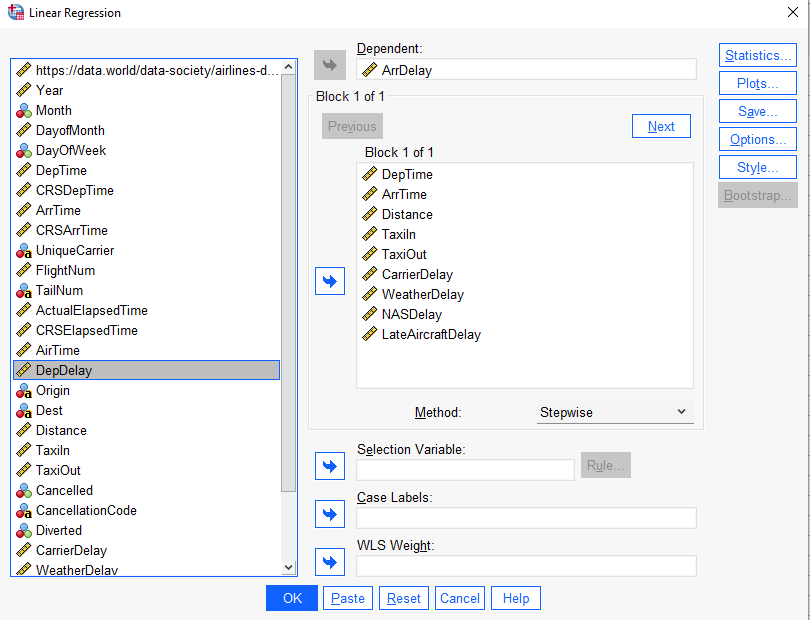 Linear Regression
https://data.world/data-society/airlines-d...
Year
Month
DayofMonth
DayOfWeek
DepTime
CRSDepTime
ArrTime
CRSArrTime
UniqueCarrier
FlightNum
TailNum
ActualElapsedTime
CRSElapsedTime
AirTime
DepDelay
Origin
Dest
Distance
TaxiIn
TaxiOut
Cancelled
CancellationCode
Diverted
CarrierDelay
WeatherDelay
Dependent:
ArrDelay
Block 1 of 1
Previous
Next
Block 1 of 1
DepTime
ArrTime
Distance
TaxiIn
TaxiOut
CarrierDelay
WeatherDelay
NASDelay
LateAircraftDelay
Method:
Stepwise
Selection Variable:
Rule...
Case Labels:
WLS Weight:
Statistics...
Plots...
Save...
Options...
Style...
Bootstrap...
OK
Paste
Reset
Cancel
Help